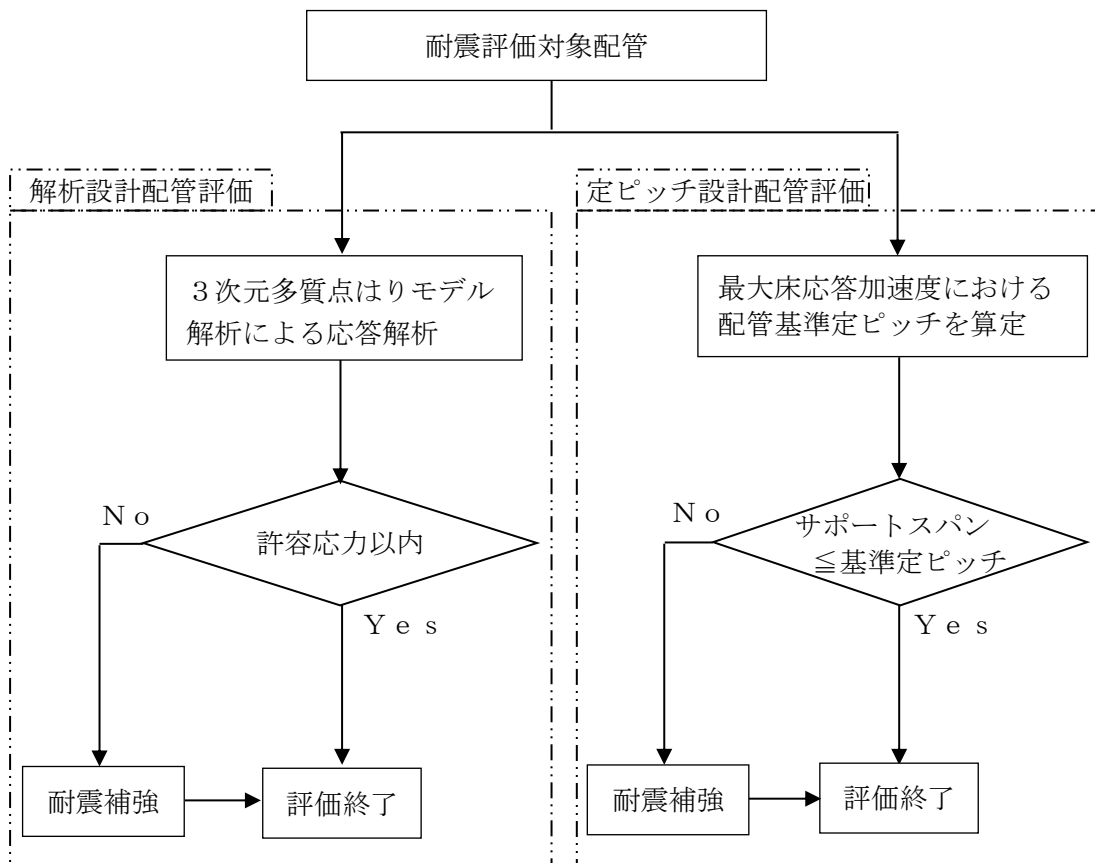 耐震評価対象配管
解析設計配管評価
３次元多質点はりモデル
解析による応答解析
許容応力以内
Ｎｏ
Ｙｅｓ
耐震補強
評価終了
定ピッチ設計配管評価
最大床応答加速度における
配管基準定ピッチを算定
サポートスパン
≦基準定ピッチ
Ｎｏ
Ｙｅｓ
耐震補強
評価終了